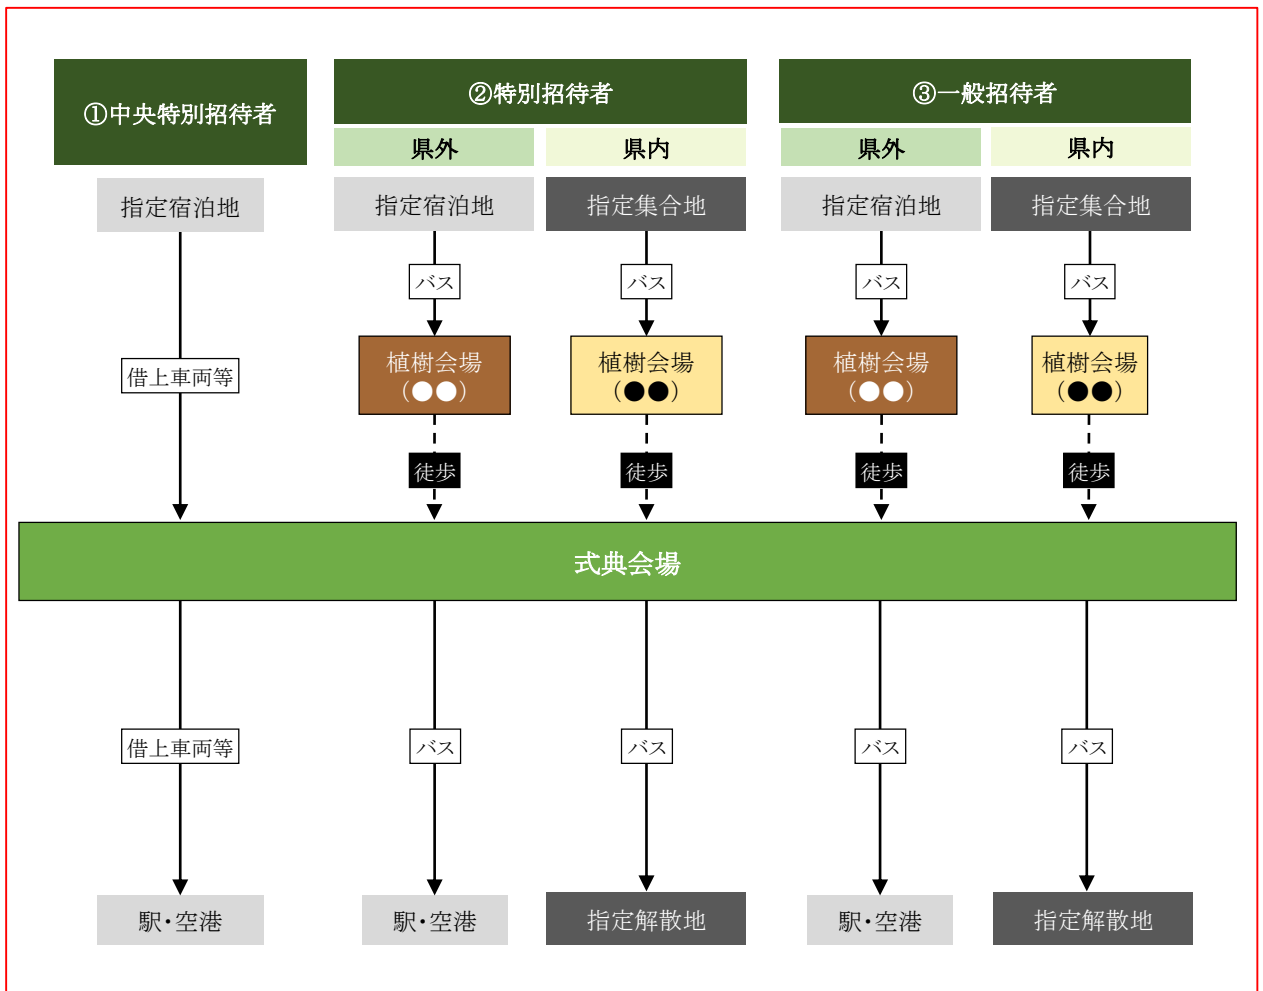 ①中央特別招待者
②特別招待者
③一般招待者
県外
県内
県外
県内
指定宿泊地
指定宿泊地
指定集合地
指定宿泊地
指定集合地
バス
バス
バス
バス
借上車両等
植樹会場
(●●)
植樹会場
(●●)
植樹会場
(●●)
植樹会場
(●●)
徒歩
徒歩
徒歩
徒歩
式典会場
借上車両等
バス
バス
バス
バス
駅・空港
駅・空港
指定解散地
駅・空港
指定解散地